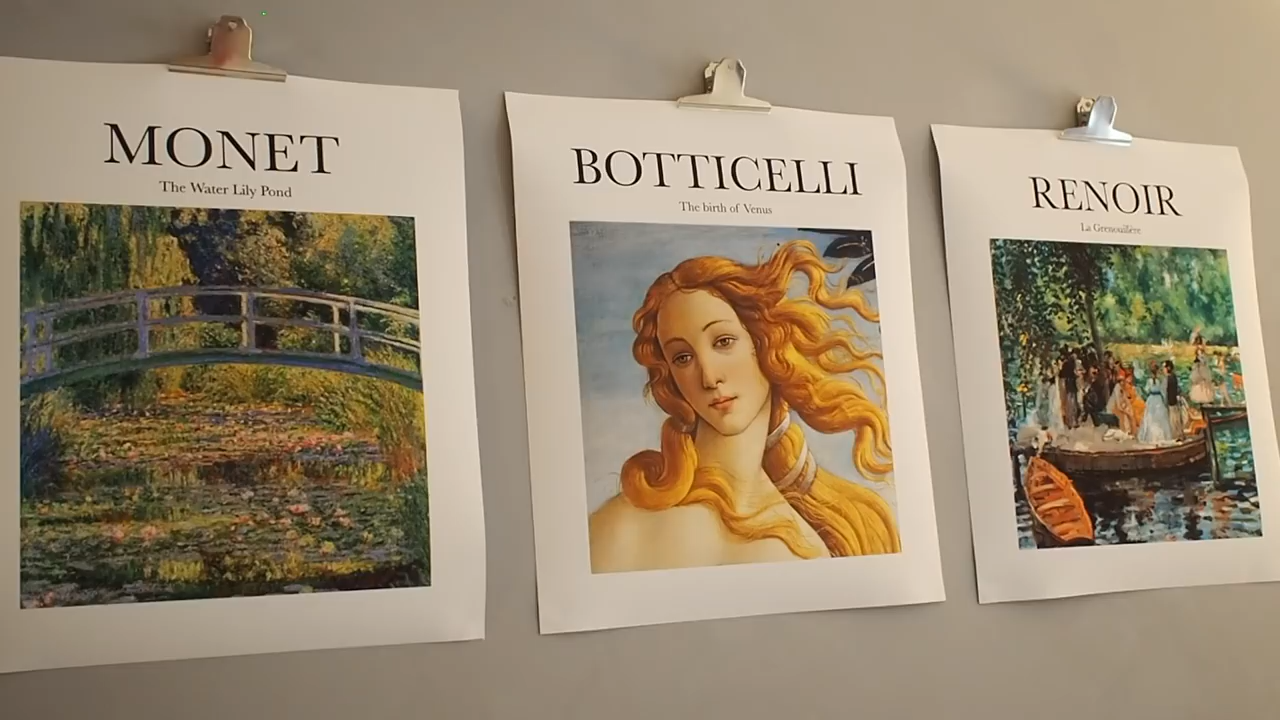 MONET
The Water Lily Pond
BOTTICELLI
The birth of Venus
RENOIR
La Grenouillère